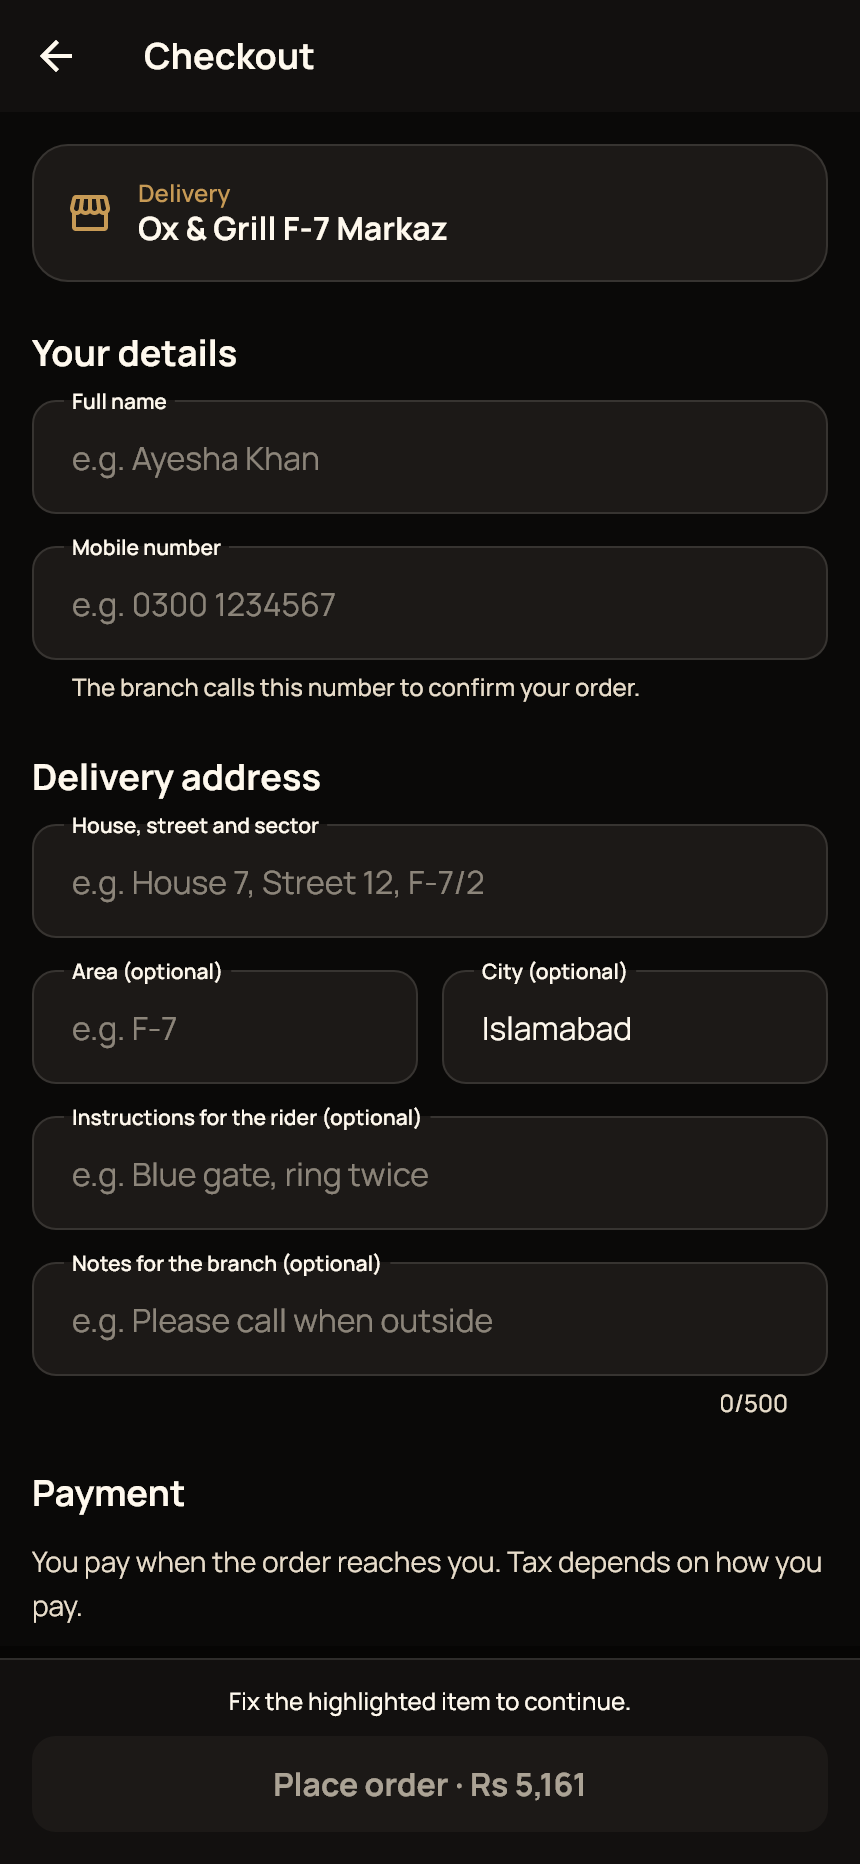 Checkout
Delivery
Ox & Grill F-7 Markaz
Your details
Full name
e.g. Ayesha Khan
Mobile number
e.g. 0300 1234567
The branch calls this number to confirm your order.
Delivery address
House, street and sector
e.g. House 7, Street 12, F-7/2
Area (optional)
e.g. F-7
City (optional)
Islamabad
Instructions for the rider (optional)
e.g. Blue gate, ring twice
Notes for the branch (optional)
e.g. Please call when outside
0/500
Payment
You pay when the order reaches you. Tax depends on how you
pay.
Fix the highlighted item to continue.
Place order · Rs 5,161